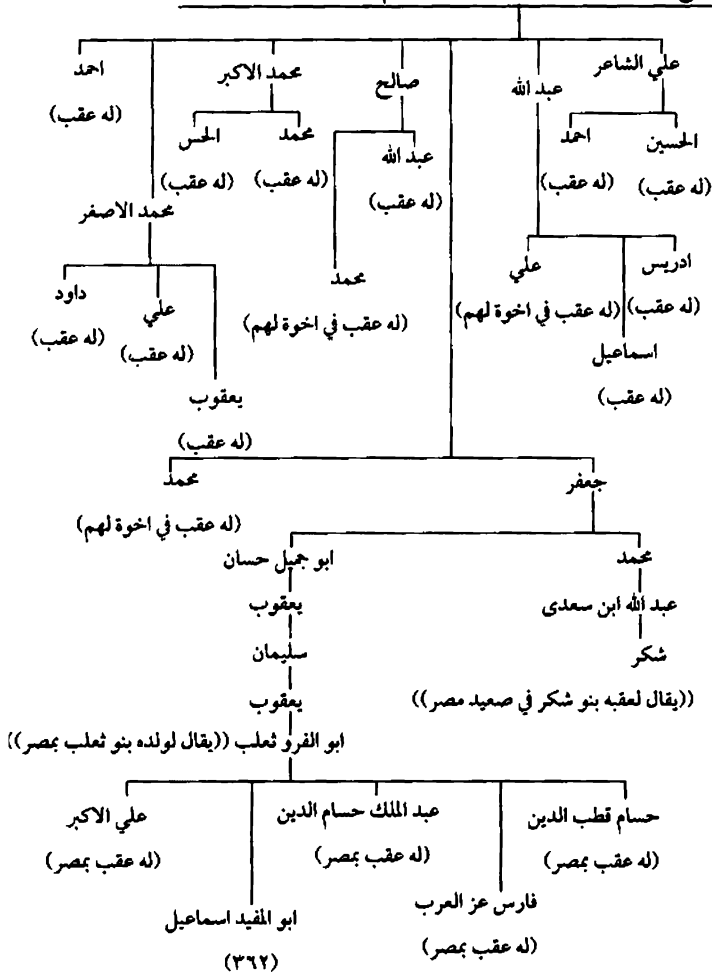 علي الشاعر
عبد الله
صالح
محمد الاكبر
احمد
(له عقب)
الحسين
(له عقب)
احمد
(له عقب)
عبد الله
(له عقب)
محمد
(له عقب)
الحس
(له عقب)
محمد الاصفر
ادريس
(له عقب)
علي
(له عقب في اخوة لهم)
محمد
(له عقب في اخوة لهم)
اسماعيل
(له عقب)
داود
(له عقب)
علي
(له عقب)
يعقوب
(له عقب)
جعفر
محمد
(له عقب في اخوة لهم)
محمد
ابو جميل حسان
عبد الله ابن سعدى
يعقوب
شكر
سليمان
((يقال لعقبه بنو شكر في صعيد مصر))
يعقوب
ابو الفرو ثعلب ((يقال لولده بنو ثعلب بمصر))
حسام قطب الدين
(له عقب بمصر)
عبد الملك حسام الدين
(له عقب بمصر)
علي الاكبر
(له عقب بمصر)
فارس عز العرب
(له عقب بمصر)
ابو المفيد اسماعيل
(٣٦٢)